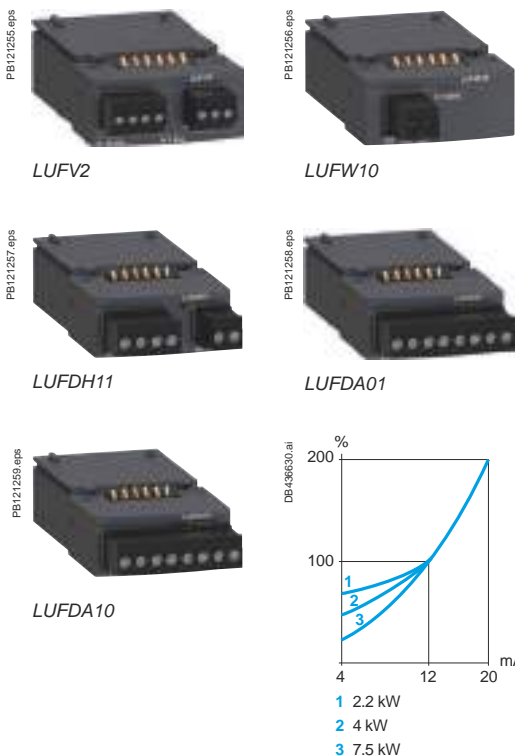 PB121255.eps
LUFV2
PB121256.eps
LUFW10
PB121257.eps
LUFDH11
PB121258.eps
LUFDA01
PB121259.eps
LUFDA10
DB436630.ai
%
200
100
1
2
3
4 12 20
1 2.2 kW
2 4 kW
3 7.5 kW